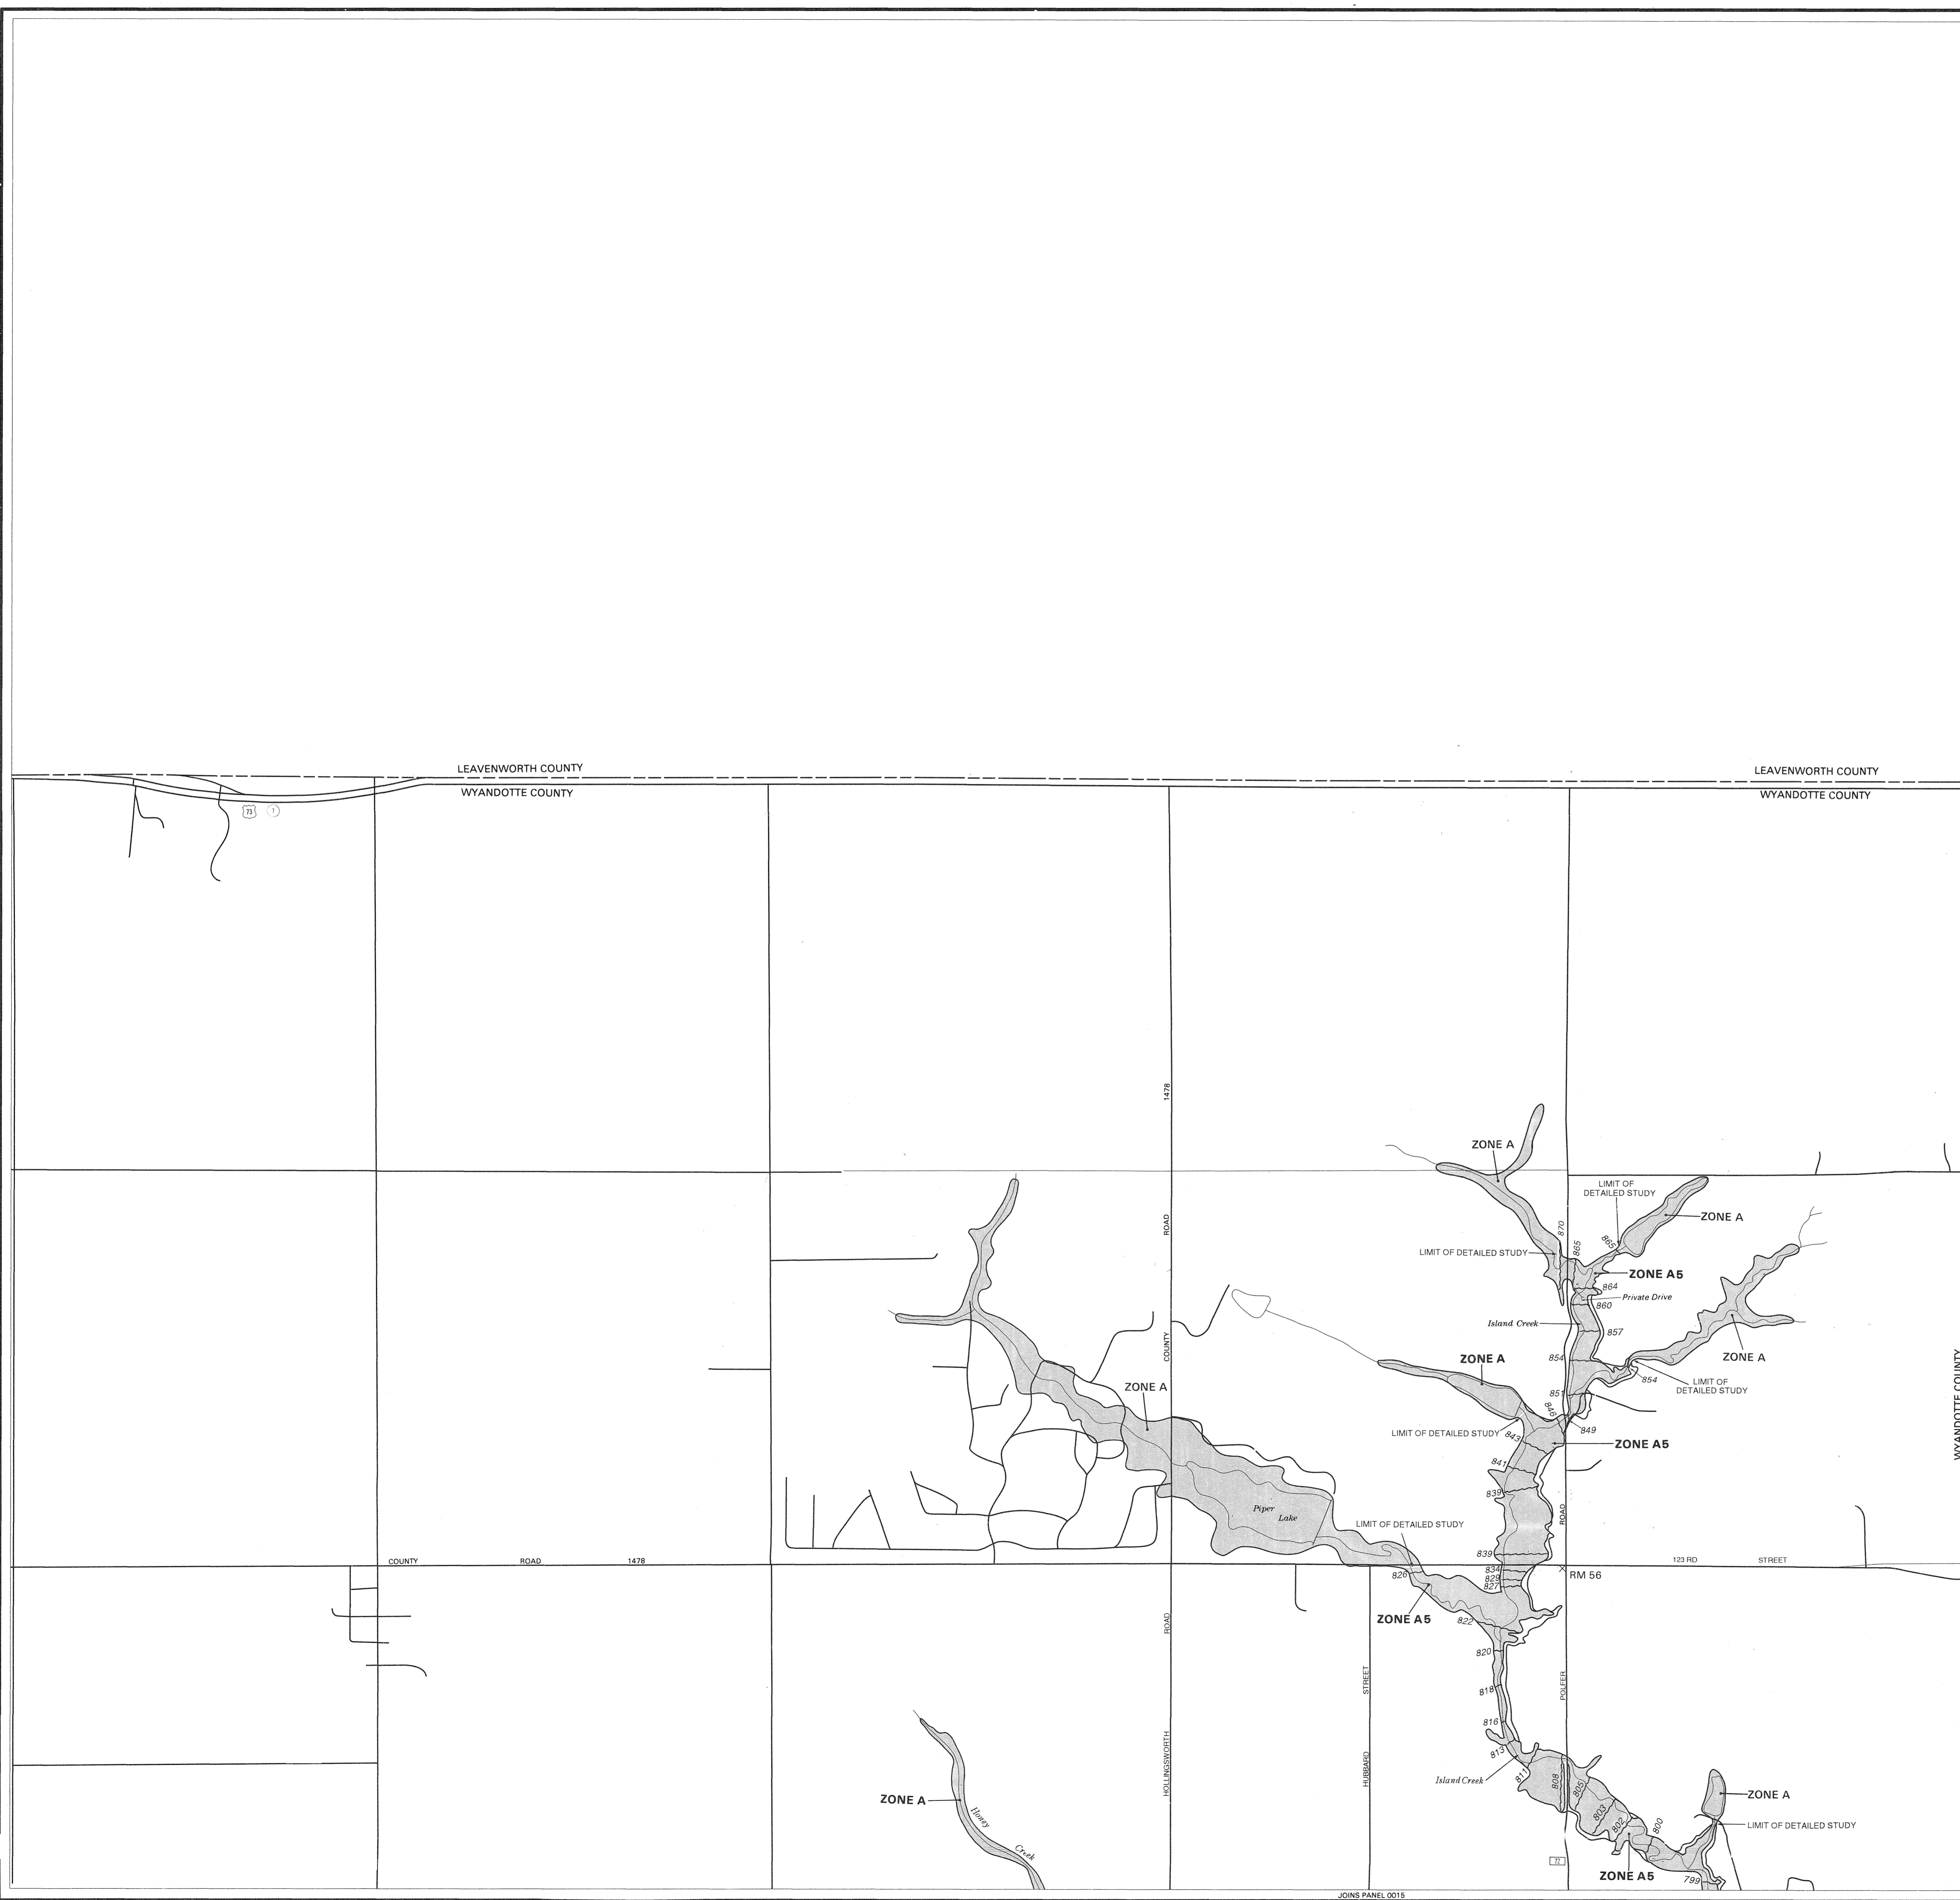 LEAVENWORTH COUNTY
WYANDOTTE COUNTY
LEAVENWORTH COUNTY
WYANDOTTE COUNTY
73
1
1478
ZONE A
LIMIT OF
DETAILED STUDY
ZONE A
ROAD
870
865
865
LIMIT OF DETAILED STUDY
ZONE A5
864
Private Drive
860
Island Creek
857
COUNTY
854
ZONE A
ZONE A
854
LIMIT OF
DETAILED STUDY
WYANDOTTE COUNTY
ZONE A
851
846
849
LIMIT OF DETAILED STUDY
843
ZONE A5
841
839
Piper
Lake
ROAD
LIMIT OF DETAILED STUDY
839
COUNTY ROAD 1478
123 RD STREET
834
829
827
826
RM 56
ZONE A5
822
ROAD
820
STREET
POLFER
818
816
813
811
HOLLINGSWORTH
HUBBARD
Island Creek
808
805
803
802
800
ZONE A
ZONE A
Honey
Creek
LIMIT OF DETAILED STUDY
ZONE A5
799
JOINS PANEL 0015